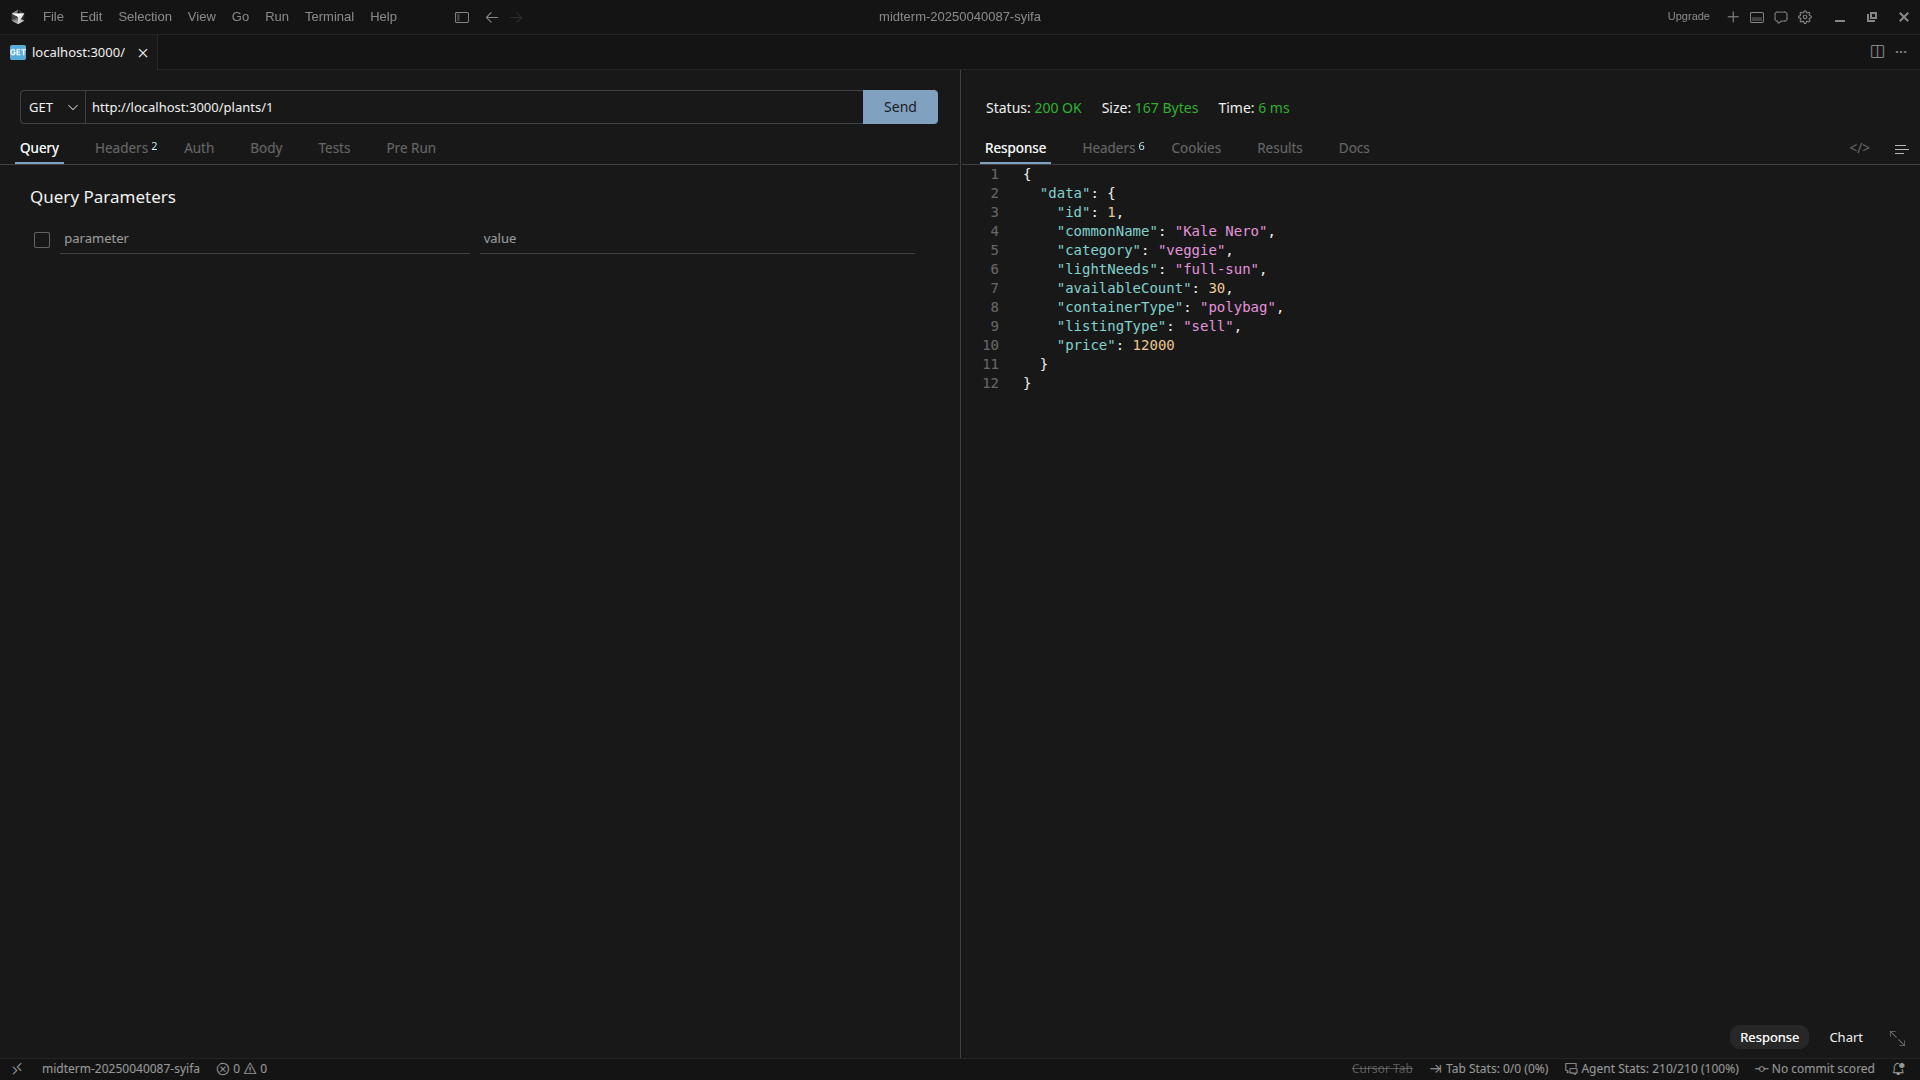 File Edit Selection View Go Run Terminal Help
midterm-20250040087-syifa
Upgrade
GET localhost:3000/
GET http://localhost:3000/plants/1 Send
Query Headers 2 Auth Body Tests Pre Run
Query Parameters
parameter value
Status: 200 OK Size: 167 Bytes Time: 6 ms
Response Headers 6 Cookies Results Docs </>
1 {
2 "data": {
3 "id": 1,
4 "commonName": "Kale Nero",
5 "category": "veggie",
6 "lightNeeds": "full-sun",
7 "availableCount": 30,
8 "containerType": "polybag",
9 "listingType": "sell",
10 "price": 12000
11 }
12 }
Response Chart
midterm-20250040087-syifa 0 0
Cursor Tab Tab Stats: 0/0 (0%) Agent Stats: 210/210 (100%) No commit scored